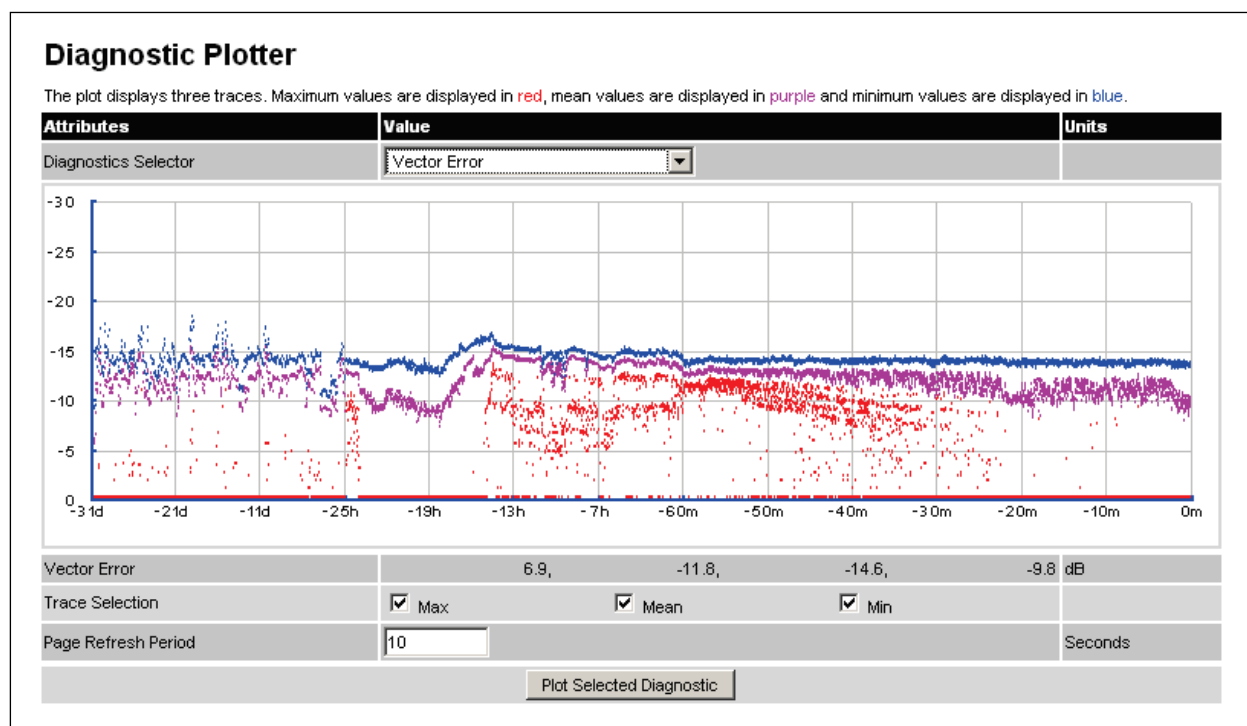 Diagnostic Plotter
The plot displays three traces. Maximum values are displayed in red, mean values are displayed in purple and minimum values are displayed in blue.
Attributes Value Units
Diagnostics Selector Vector Error
-30
-25
-20
-15
-10
-5
0
-31d -21d -11d -25h -19h -13h -7h -60m -50m -40m -30m -20m -10m 0m
Vector Error 6.9, -11.8, -14.6, -9.8 dB
Trace Selection Max Mean Min
Page Refresh Period 10 Seconds
Plot Selected Diagnostic